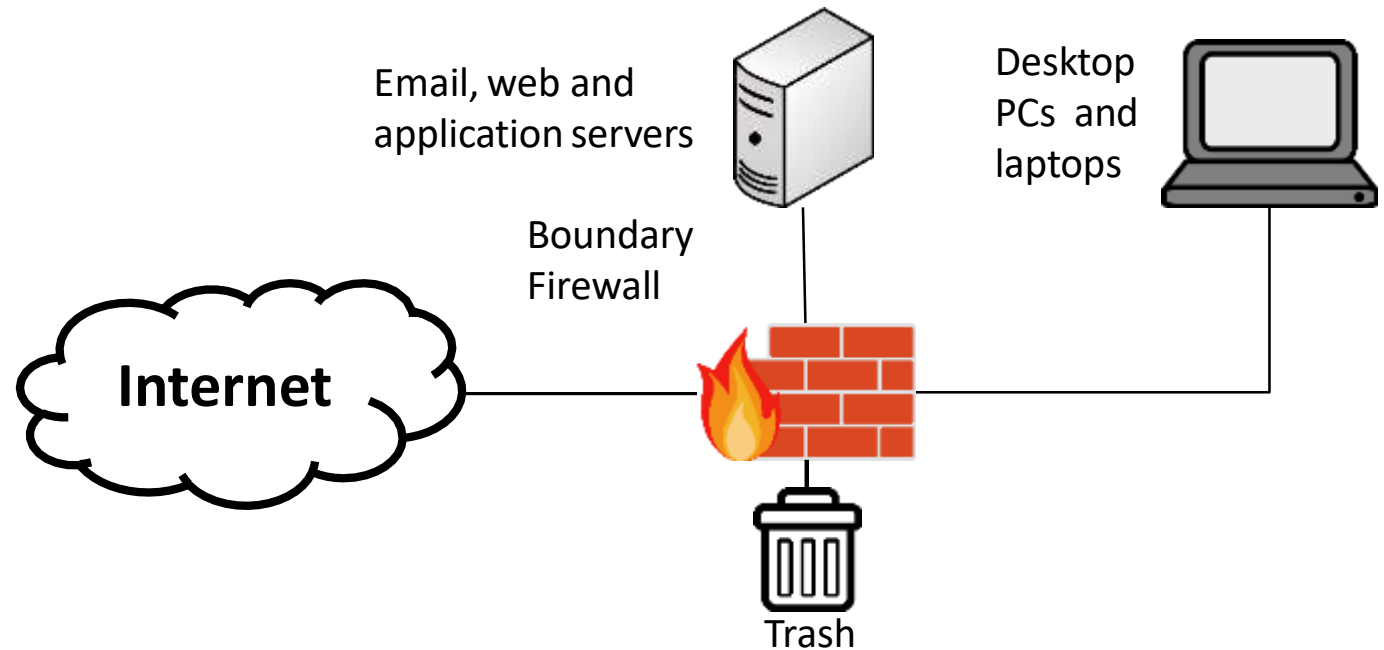 Email, web and
application servers
Desktop
PCs and
laptops
Boundary
Firewall
Internet
Trash